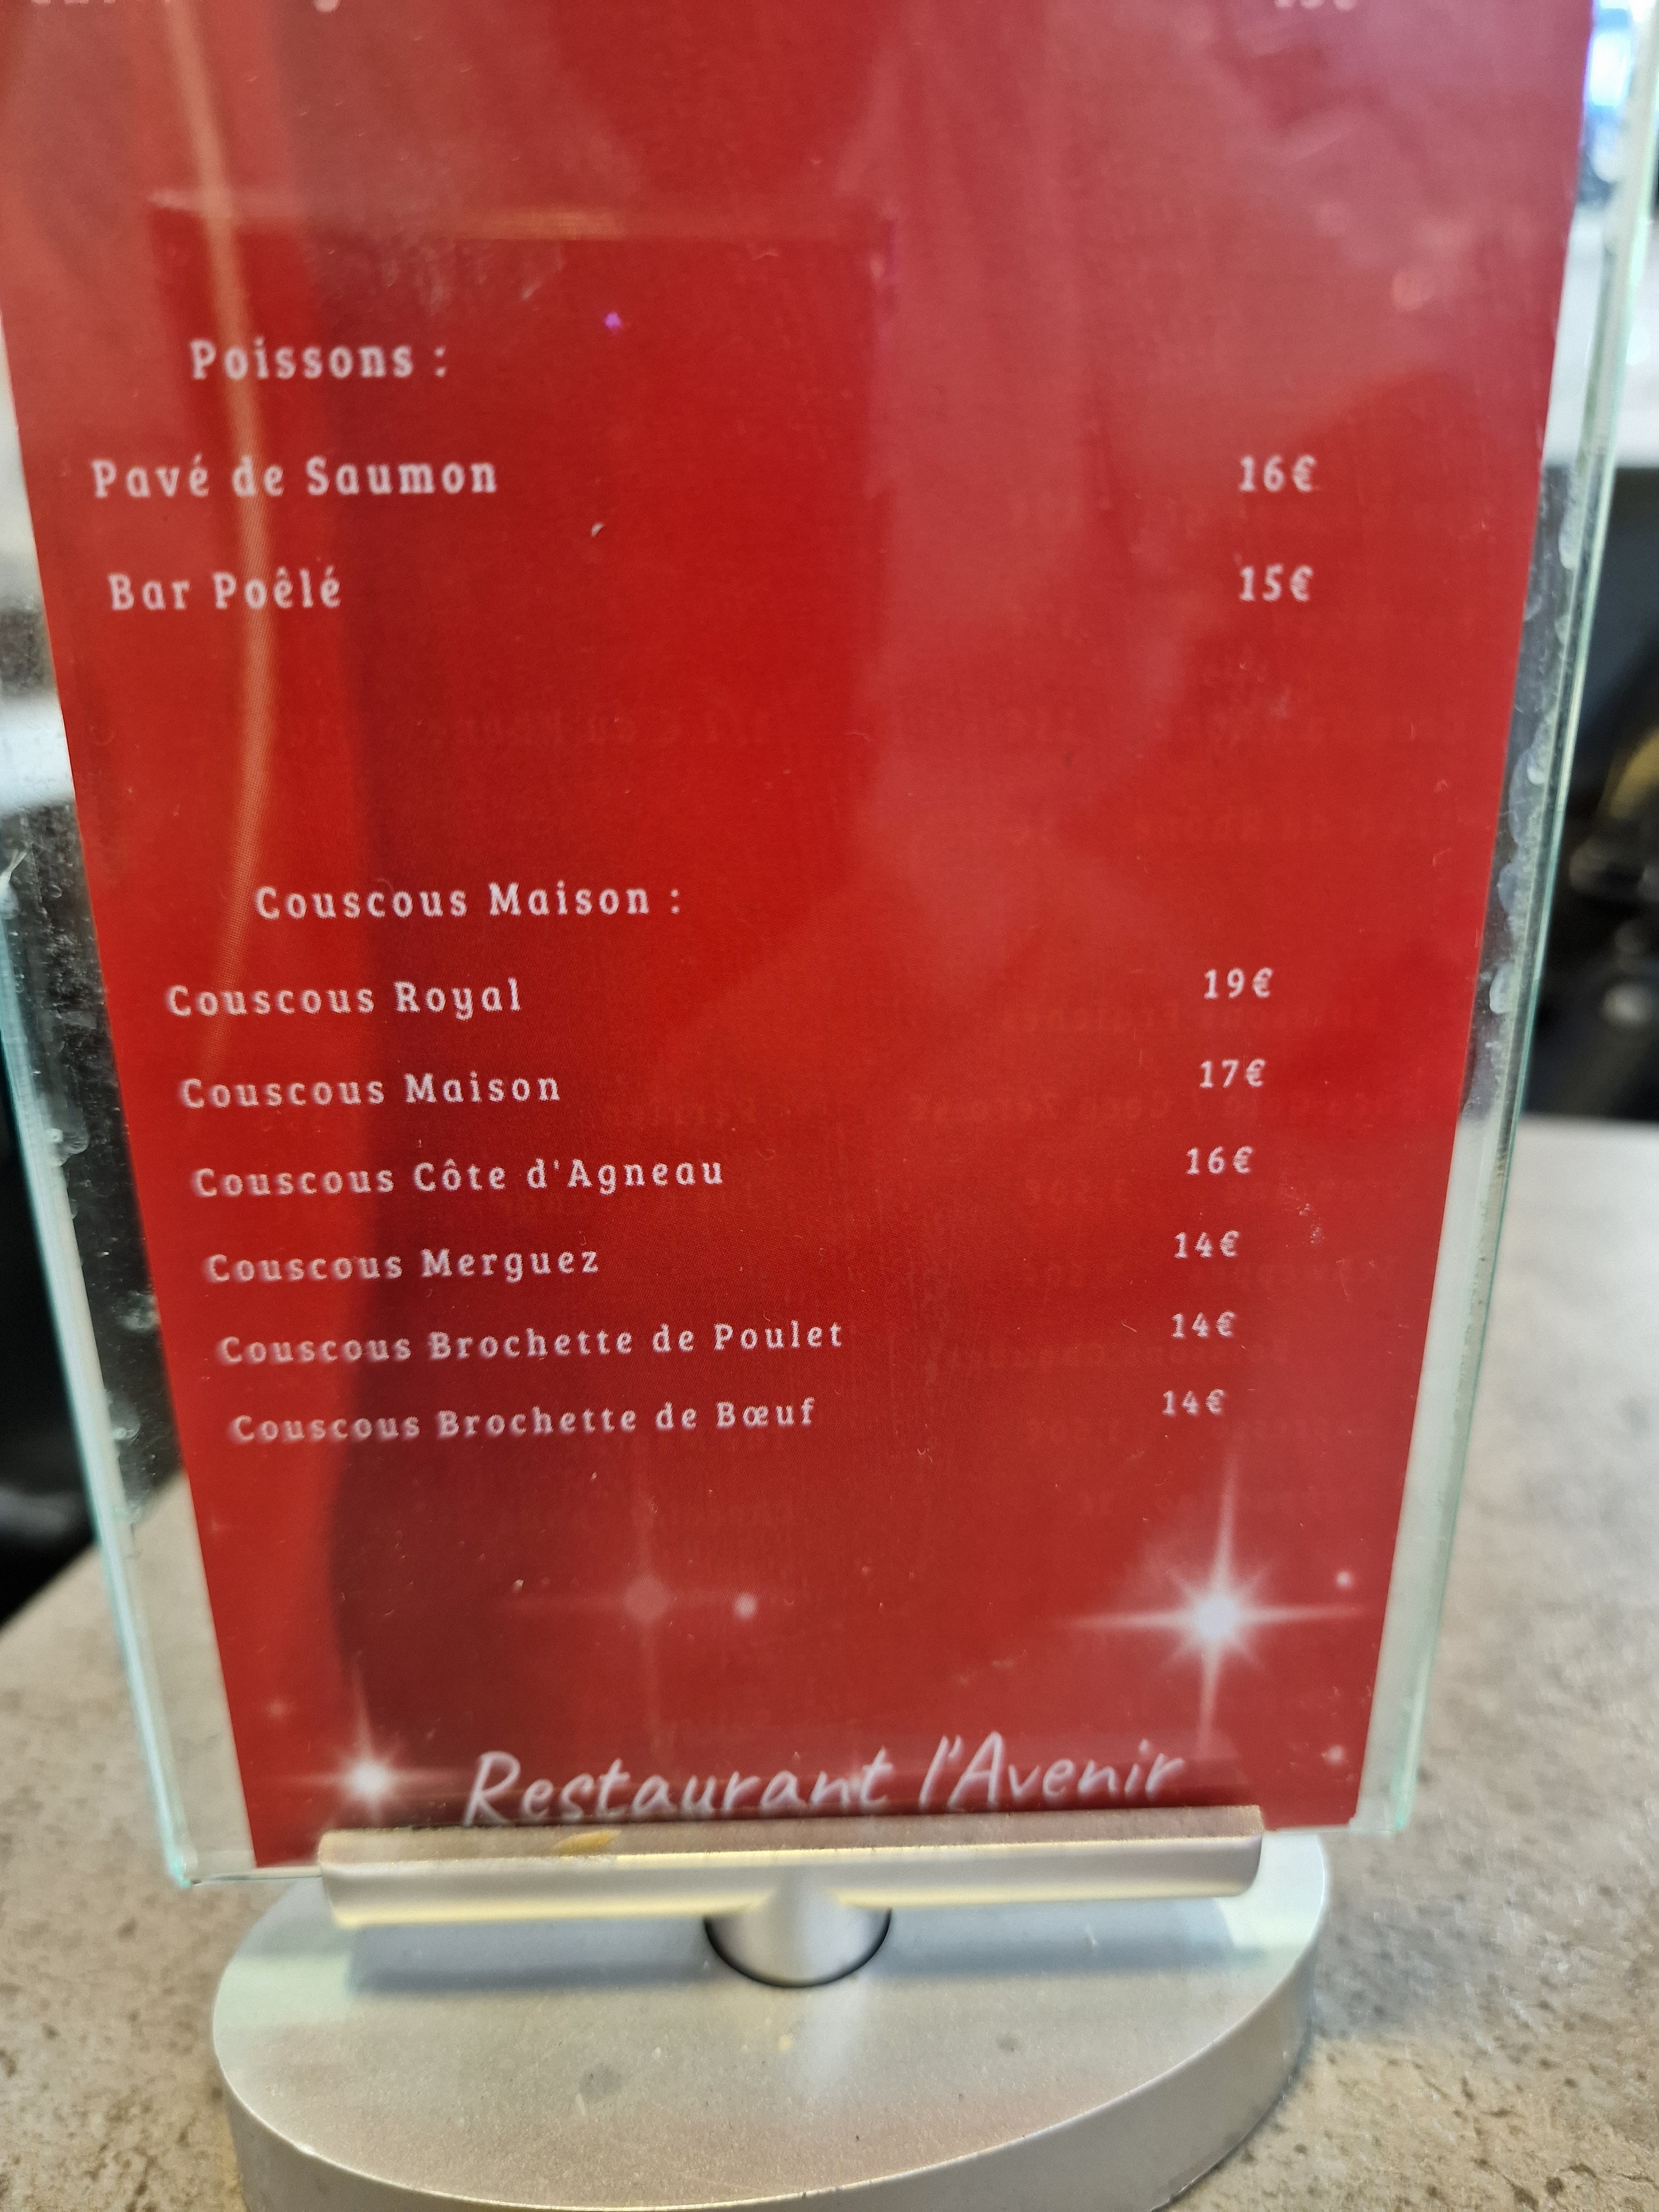 Poissons :
Pavé de Saumon 16€
Bar Poêlé 15€
Couscous Maison :
Couscous Royal 19€
Couscous Maison 17€
Couscous Côte d'Agneau 16€
Couscous Merguez 14€
Couscous Brochette de Poulet 14€
Couscous Brochette de Bœuf 14€
Restaurant l'Avenir